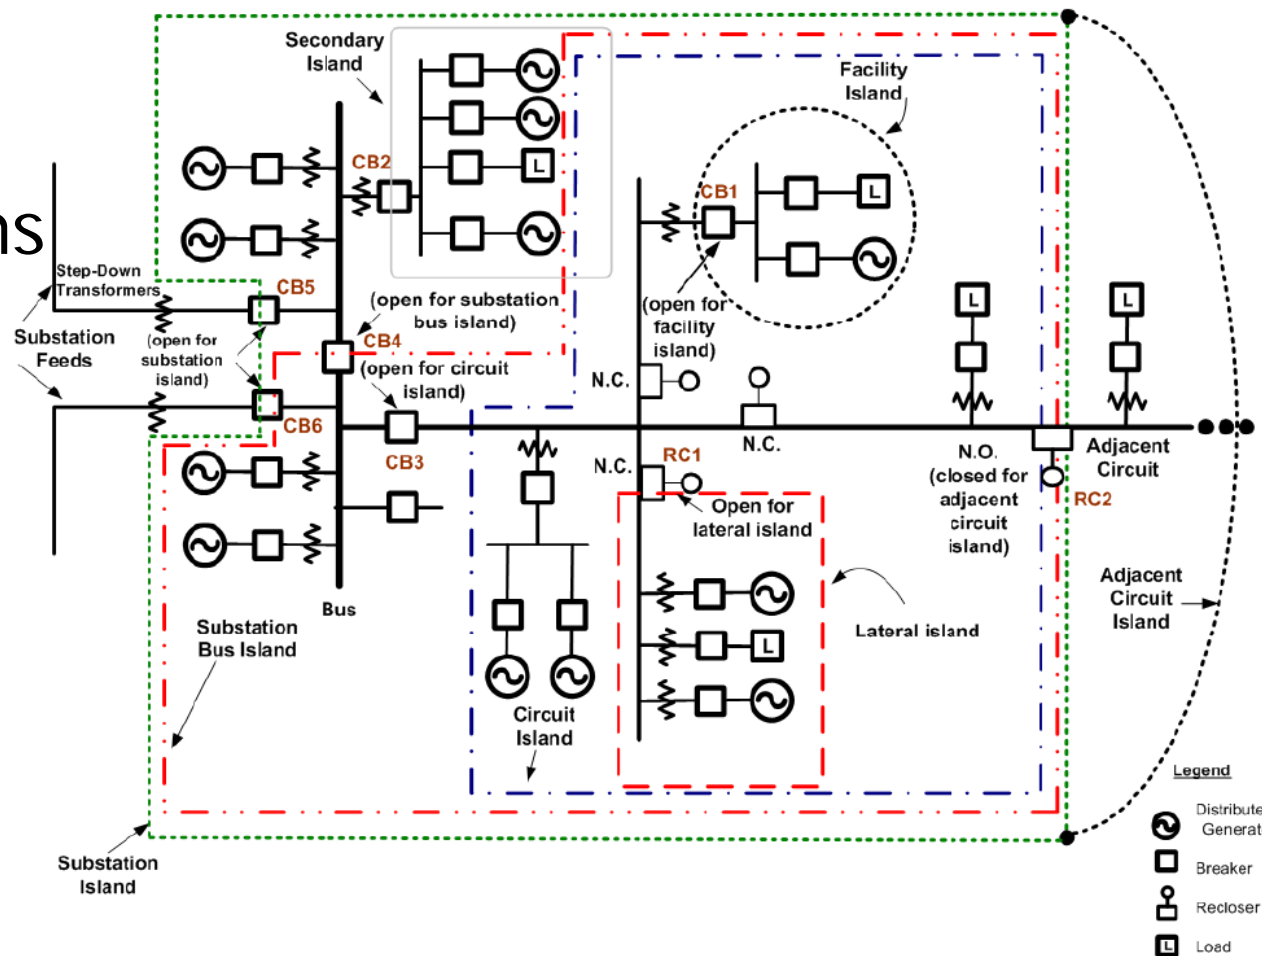 Secondary
Island
Facility
Island
CB2
L
CB1
L
ns
Step-Down
Transformers
CB5
(open for substation
bus island)
(open for
facility
island)
L
L
Substation
Feeds
(open for
substation
island)
CB4
(open for circuit
island)
N.C.
CB6
N.C.
CB3
N.C.
RC1
N.O.
(closed for
adjacent
circuit
island)
Adjacent
Circuit
RC2
Open for
lateral island
Adjacent
Circuit
Island
Bus
Substation
Bus Island
Lateral island
L
Circuit
Island
Legend
Distribute
Generat
Breaker
Recloser
L
Load
Substation
Island